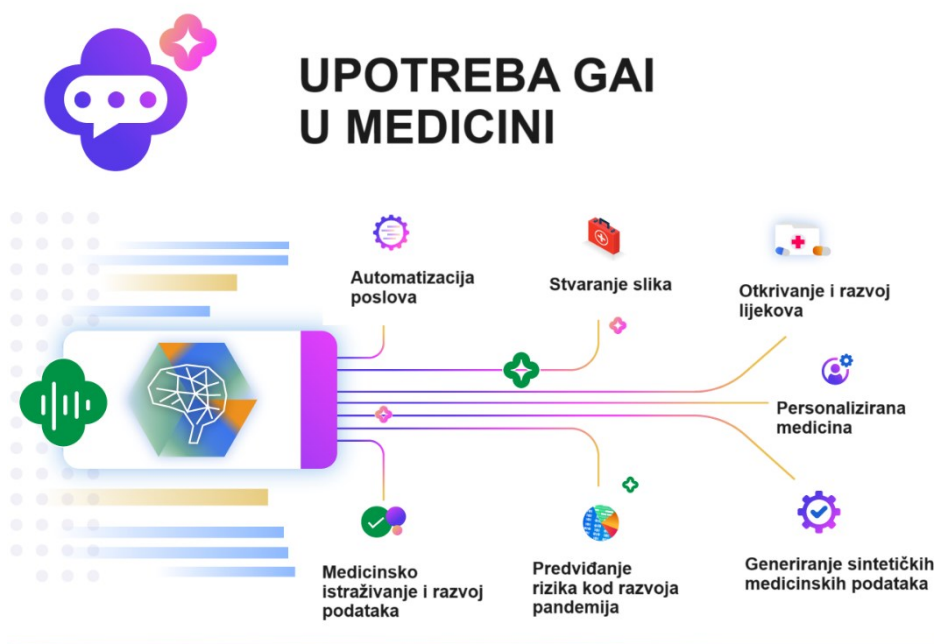 UPOTREBA GAI
U MEDICINI
Automatizacija
poslova
Stvaranje slika
Otkrivanje i razvoj
lijekova
Personalizirana
medicina
Medicinsko
istraživanje i razvoj
podataka
Predviđanje
rizika kod razvoja
pandemija
Generiranje sintetičkih
medicinskih podataka